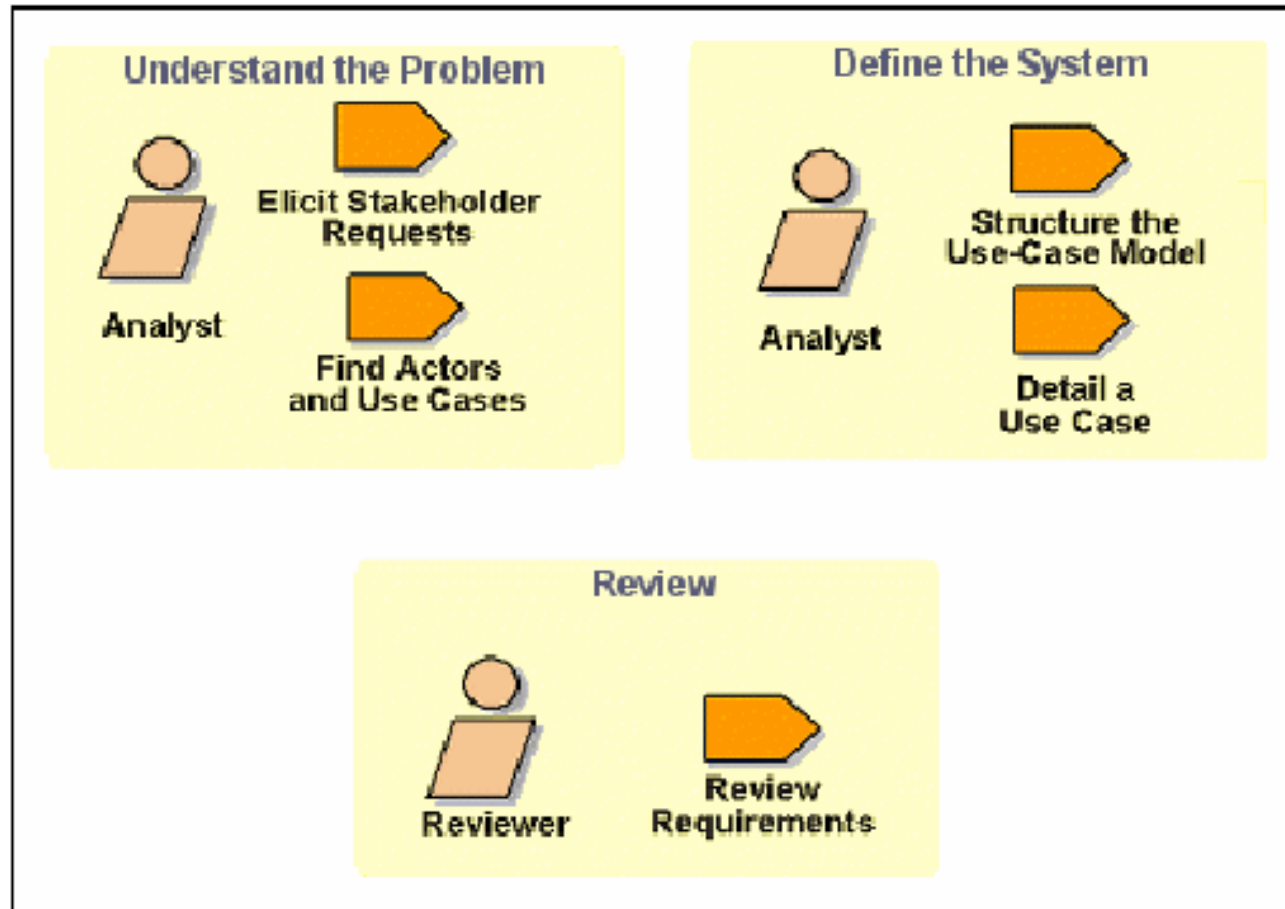 Understand the Problem
Elicit Stakeholder
Requests
Analyst
Find Actors
and Use Cases
Define the System
Structure the
Use-Case Model
Analyst
Detail a
Use Case
Review
Reviewer
Review
Requirements